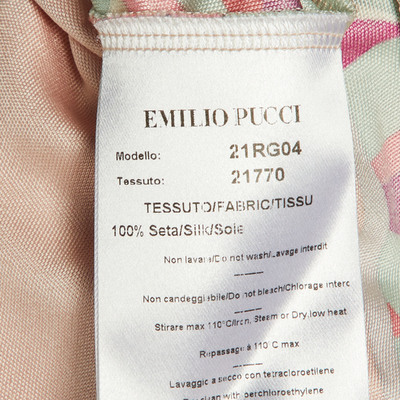 EMILIO PUCCI
Modello: 21RG04
Tessuto: 21770
TESSUTO/FABRIC/TISSU
100% Seta/Silk/Soie
Non lavare/Do not wash/Lavage interdit
Non candeggiabile/Do not bleach/Chlorage interd
Stirare max 110°C/Iron, Steam or Dry, low heat
Repassage à 110°C max
Lavaggio a secco con tetracloroetilene
clean with perchloroethylene